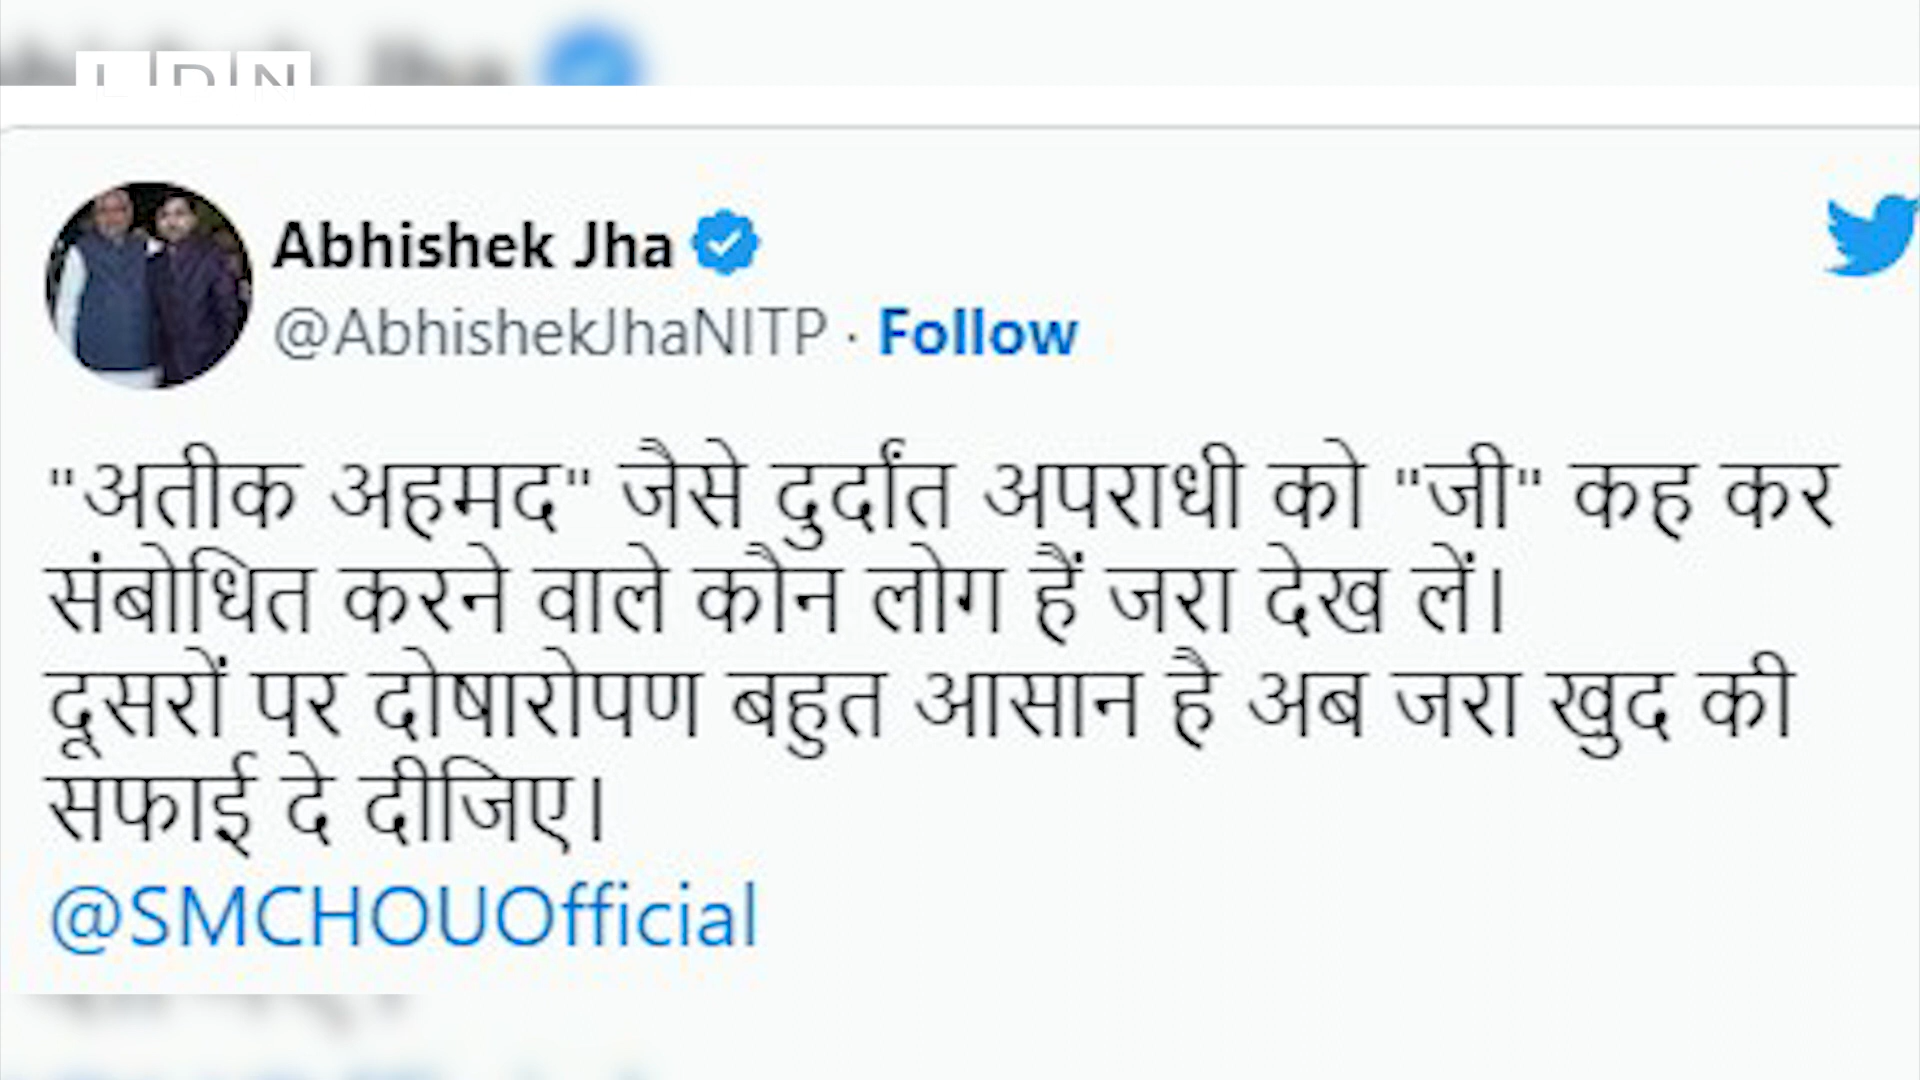 LDN
Abhishek Jha
@AbhishekJhaNITP · Follow
"अतीक अहमद" जैसे दुर्दांत अपराधी को "जी" कह कर
संबोधित करने वाले कौन लोग हैं जरा देख लें।
दूसरों पर दोषारोपण बहुत आसान है अब जरा खुद की
सफाई दे दीजिए।
@SMCHOUOfficial